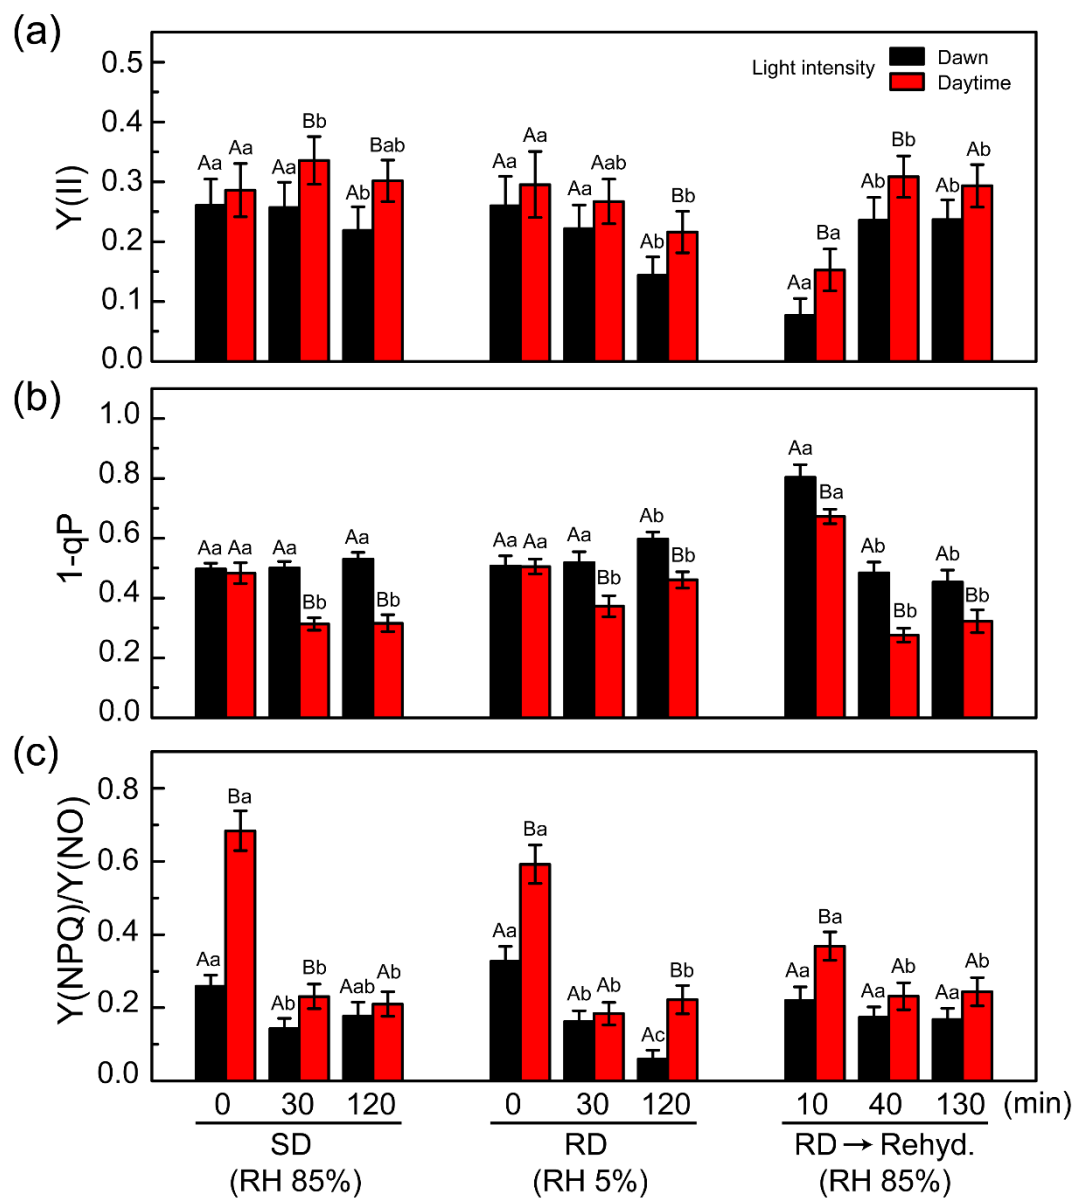 (a)
Light intensity
Dawn
Daytime
Y(II)
0.5
0.4
0.3
0.2
0.1
0.0
Aa Aa Aa Bb Ab Bab Aa Aa Aa Aab Ab Bb Aa Ba Ab Bb Ab Ab
(b)
1-qP
1.0
0.8
0.6
0.4
0.2
0.0
Aa Aa Aa Bb Aa Bb Aa Aa Aa Bb Ab Bb Aa Ba Ab Bb Ab Bb
(c)
Y(NPQ)/Y(NO)
0.8
0.6
0.4
0.2
0.0
Aa Ba Ab Bb Aab Ab Aa Ba Ab Ab Ac Bb Aa Ba Aa Ab Aa Ab
0 30 120 0 30 120 10 40 130 (min)
SD RD RD → Rehyd.
(RH 85%) (RH 5%) (RH 85%)